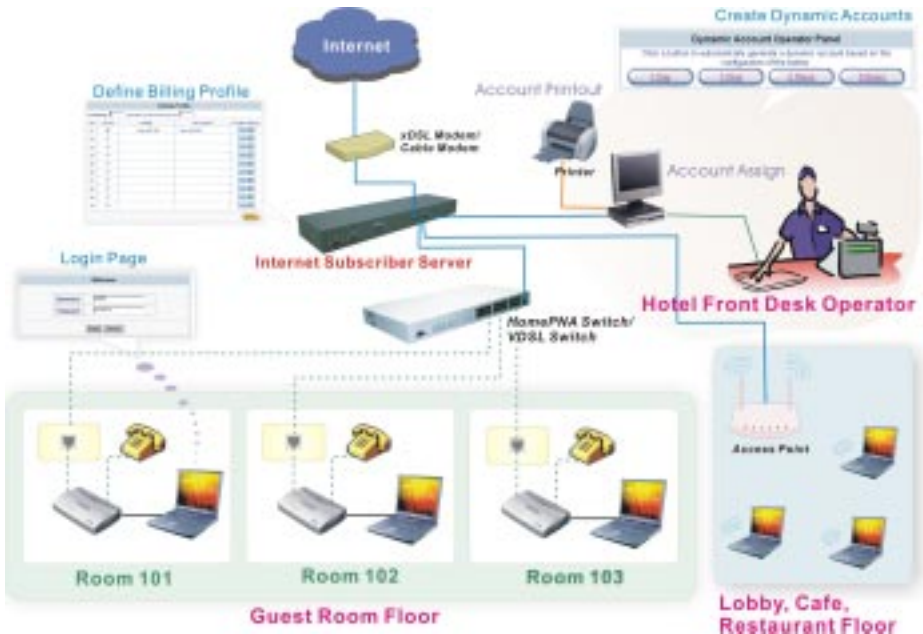 Create Dynamic Accounts
Dynamic Account Operator Panel
Internet
Define Billing Profile
Account Printout
xDSL Modem/
Cable Modem
Printer
Account Assign
Login Page
Internet Subscriber Server
Hotel Front Desk Operator
HomePNA Switch/
VDSL Switch
Access Point
Room 101
Room 102
Room 103
Guest Room Floor
Lobby, Cafe,
Restaurant Floor